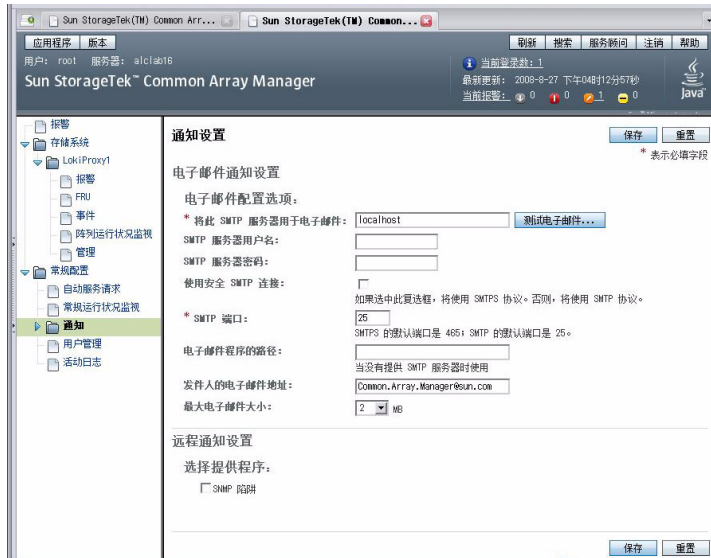 Sun StorageTek(TM) Common Arr...
Sun StorageTek(TM) Common...
应用程序 版本
刷新 搜索 服务顾问 注销 帮助
用户: root 服务器: alclab16
当前登录数: 1
Sun StorageTek™ Common Array Manager
最近更新: 2008-8-27 下午04时12分57秒
当前报警: 0 0 1 0
Java™
报警
存储系统
LokiProxy1
报警
FRU
事件
阵列运行状况监视
管理
常规配置
自动服务请求
常规运行状况监视
通知
用户管理
活动日志
通知设置
保存 重置
* 表示必填字段
电子邮件通知设置
电子邮件配置选项:
* 将此 SMTP 服务器用于电子邮件: localhost 测试电子邮件...
SMTP 服务器用户名:
SMTP 服务器密码:
使用安全 SMTP 连接:
如果选中此复选框，将使用 SMTPS 协议。否则，将使用 SMTP 协议。
* SMTP 端口: 25
SMTPS 的默认端口是 465；SMTP 的默认端口是 25。
电子邮件程序的路径:
当没有提供 SMTP 服务器时使用
发件人的电子邮件地址: Common.Array.Manager@sun.com
最大电子邮件大小: 2 MB
远程通知设置
选择提供程序:
SNMP 陷阱
保存 重置